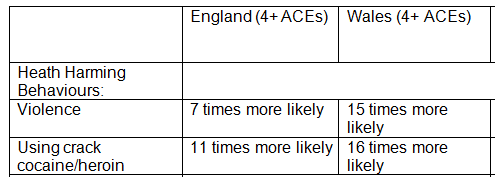 England (4+ ACEs) Wales (4+ ACEs)
Heath Harming
Behaviours:
Violence 7 times more likely 15 times more
likely
Using crack 11 times more likely 16 times more
cocaine/heroin likely